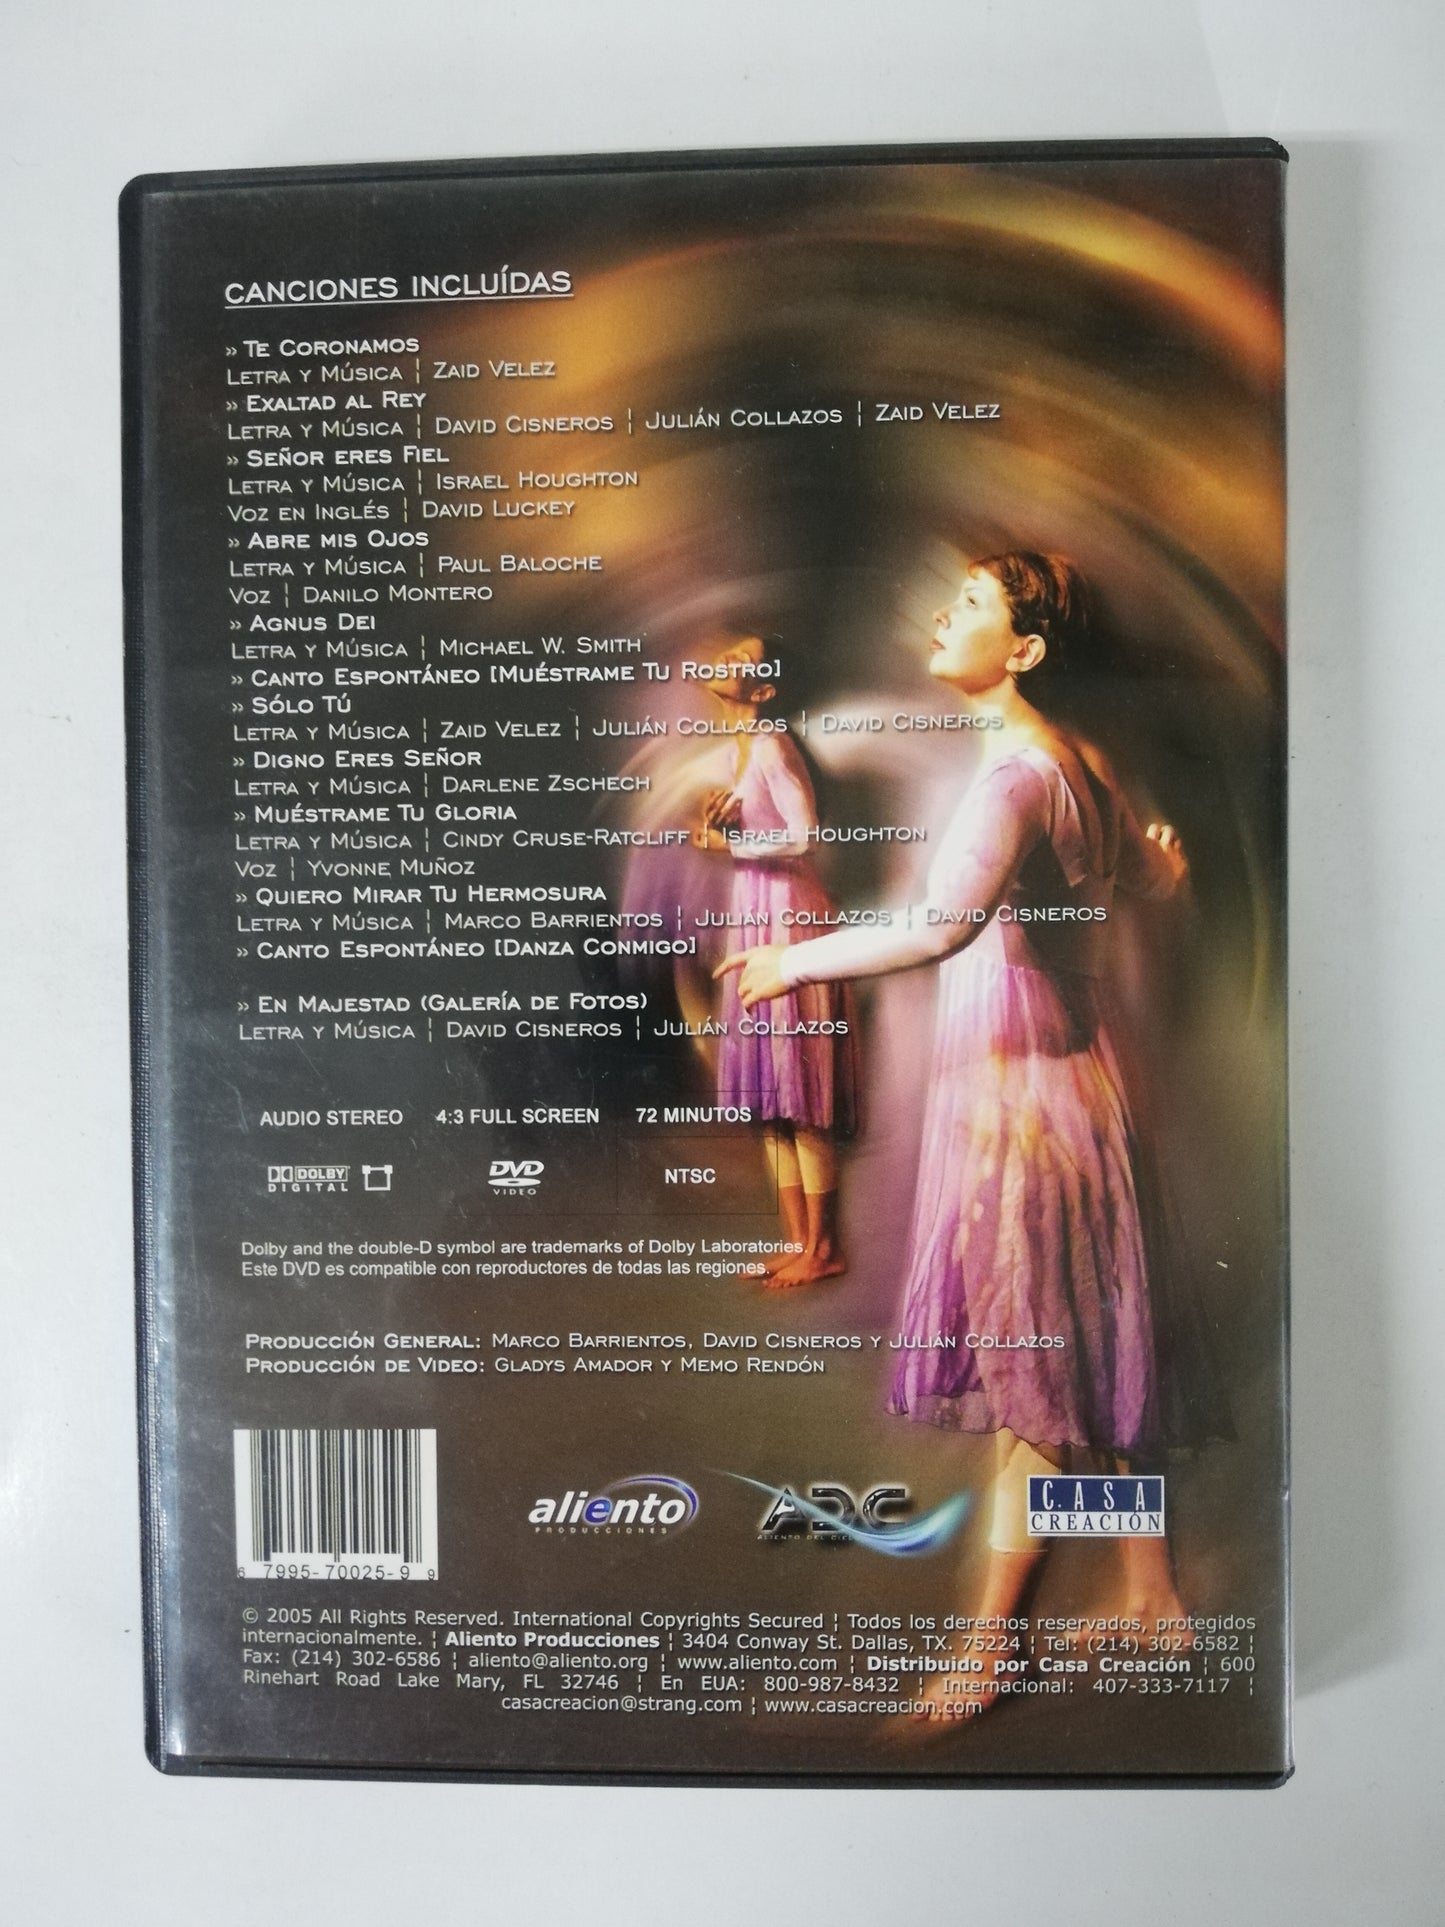 CANCIONES INCLUÍDAS
» TE CORONAMOS
LETRA Y MÚSICA ¦ ZAID VELEZ
» EXALTAD AL REY
LETRA Y MÚSICA ¦ DAVID CISNEROS ¦ JULIÁN COLLAZOS ¦ ZAID VELEZ
» SEÑOR ERES FIEL
LETRA Y MÚSICA ¦ ISRAEL HOUGHTON
VOZ EN INGLÉS ¦ DAVID LUCKEY
» ABRE MIS OJOS
LETRA Y MÚSICA ¦ PAUL BALOCHE
VOZ ¦ DANILO MONTERO
» AGNUS DEI
LETRA Y MÚSICA ¦ MICHAEL W. SMITH
» CANTO ESPONTÁNEO [MUÉSTRAME TU ROSTRO]
» SÓLO TÚ
LETRA Y MÚSICA ¦ ZAID VELEZ ¦ JULIÁN COLLAZOS ¦ DAVID CISNEROS
» DIGNO ERES SEÑOR
LETRA Y MÚSICA ¦ DARLENE ZSCHECH
» MUÉSTRAME TU GLORIA
LETRA Y MÚSICA ¦ CINDY CRUSE-RATCLIFF ¦ ISRAEL HOUGHTON
VOZ ¦ YVONNE MUÑOZ
» QUIERO MIRAR TU HERMOSURA
LETRA Y MÚSICA ¦ MARCO BARRIENTOS ¦ JULIÁN COLLAZOS ¦ DAVID CISNEROS
» CANTO ESPONTÁNEO [DANZA CONMIGO]
» EN MAJESTAD (GALERÍA DE FOTOS)
LETRA Y MÚSICA ¦ DAVID CISNEROS ¦ JULIÁN COLLAZOS
AUDIO STEREO 4:3 FULL SCREEN 72 MINUTOS
DOLBY DIGITAL DVD VIDEO NTSC
Dolby and the double-D symbol are trademarks of Dolby Laboratories.
Este DVD es compatible con reproductores de todas las regiones.
PRODUCCIÓN GENERAL: MARCO BARRIENTOS, DAVID CISNEROS Y JULIÁN COLLAZOS
PRODUCCIÓN DE VIDEO: GLADYS AMADOR Y MEMO RENDÓN
aliento PRODUCCIONES
ADC ALIENTO DEL CIELO
CASA CREACIÓN
6 7995-70025-9 9
© 2005 All Rights Reserved. International Copyrights Secured ¦ Todos los derechos reservados, protegidos
internacionalmente. ¦ Aliento Producciones ¦ 3404 Conway St. Dallas, TX. 75224 ¦ Tel: (214) 302-6582 ¦
Fax: (214) 302-6586 ¦ aliento@aliento.org ¦ www.aliento.com ¦ Distribuido por Casa Creación ¦ 600
Rinehart Road Lake Mary, FL 32746 ¦ En EUA: 800-987-8432 ¦ Internacional: 407-333-7117 ¦
casacreacion@strang.com ¦ www.casacreacion.com